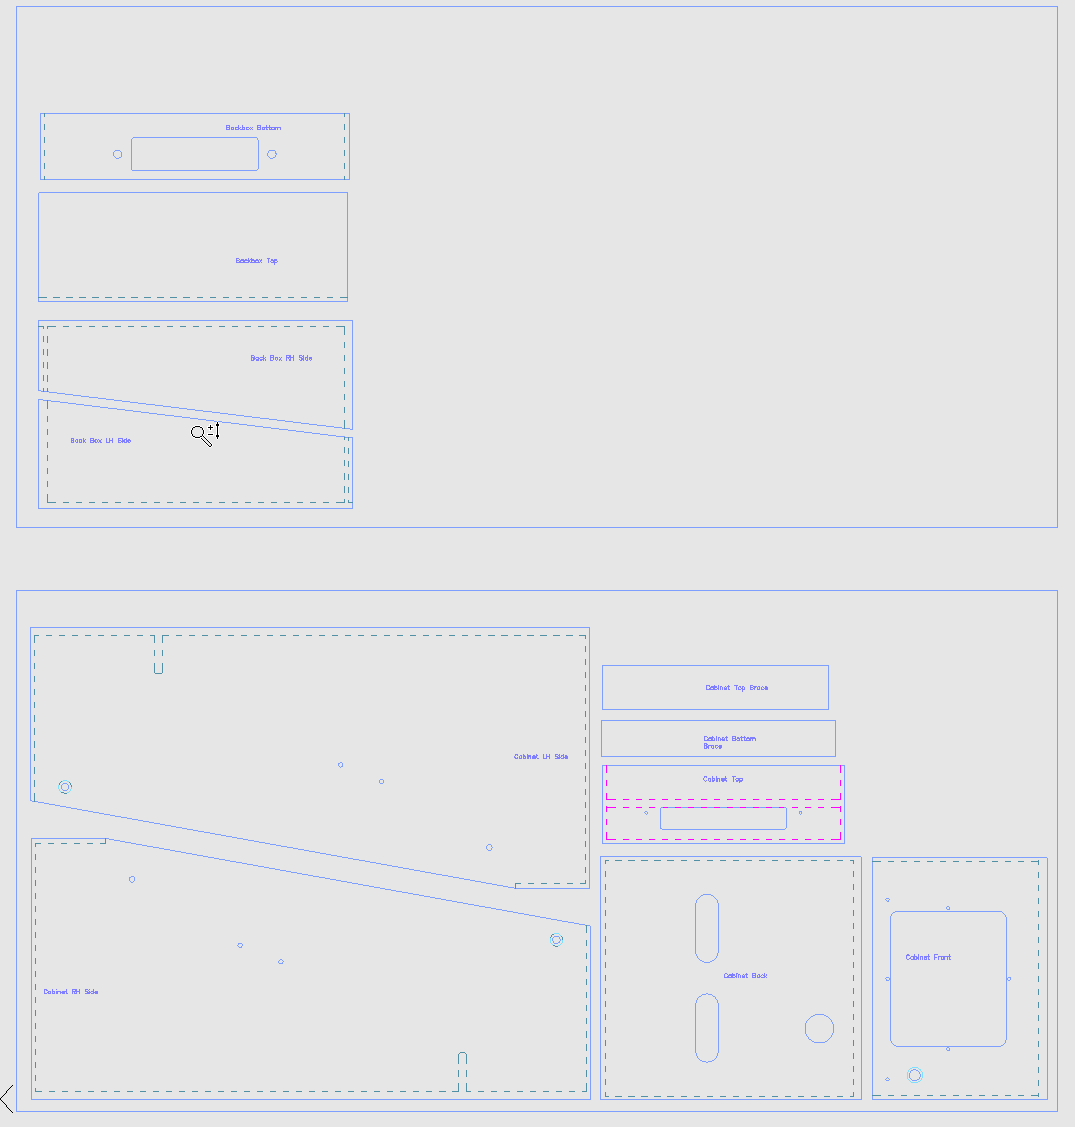 Backbox Bottom
Backbox Top
Back Box RH Side
Back Box LH Side
Cabinet Top Brace
Cabinet Bottom
Brace
Cabinet Top
Cabinet LH Side
Cabinet Front
Cabinet Back
Cabinet RH Side